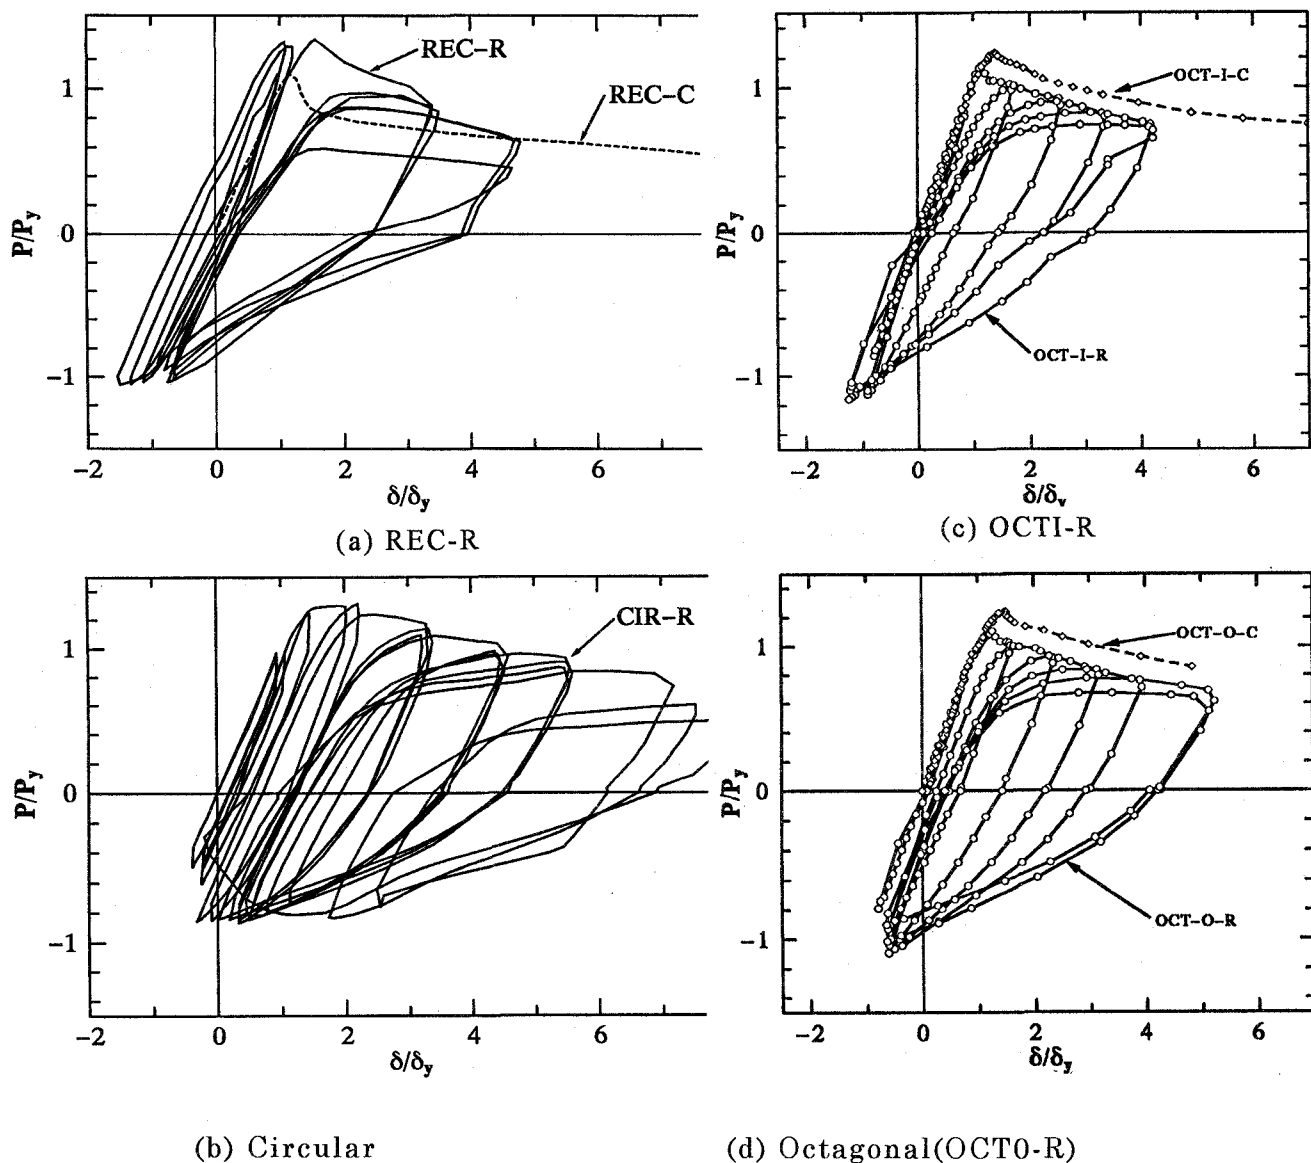 REC-R
REC-C
P/Py
1
0
-1
-2
0
2
4
6
δ/δy
(a) REC-R
OCT-I-C
OCT-I-R
P/Py
1
0
-1
-2
0
2
4
6
δ/δv
(c) OCTI-R
CIR-R
P/Py
1
0
-1
-2
0
2
4
6
δ/δy
(b) Circular
OCT-O-C
OCT-O-R
P/Py
1
0
-1
-2
0
2
4
6
δ/δy
(d) Octagonal(OCT0-R)